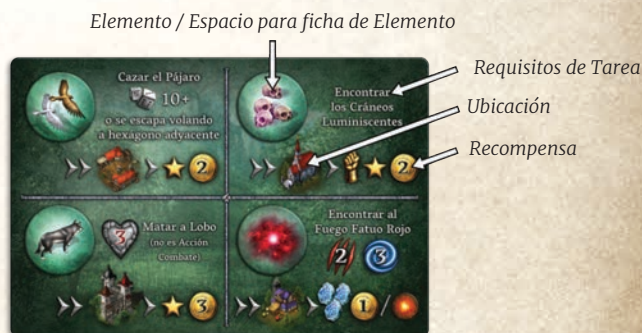 Elemento / Espacio para ficha de Elemento
Requisitos de Tarea
Ubicación
Recompensa
Cazar el Pájaro
10+
o se escapa volando
a hexágono adyacente
2
Encontrar
los Cráneos
Luminiscentes
2
3
Matar a Lobo
(no es Acción
Combate)
3
Encontrar al
Fuego Fatuo Rojo
2 3
1 /